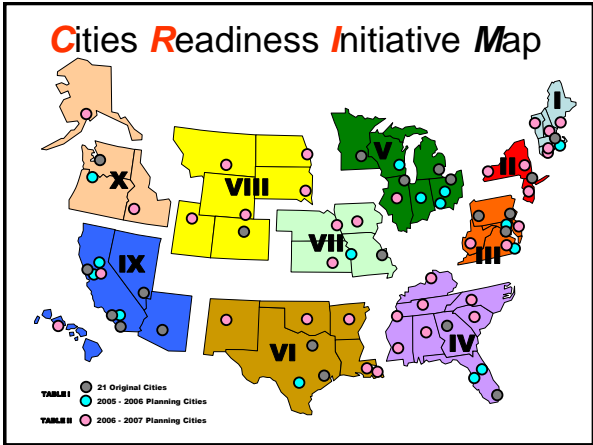 Cities Readiness Initiative Map
I
II
V
X
VIII
VII
III
IX
VI
IV
TABLE I
21 Original Cities
2005 - 2006 Planning Cities
TABLE II
2006 - 2007 Planning Cities